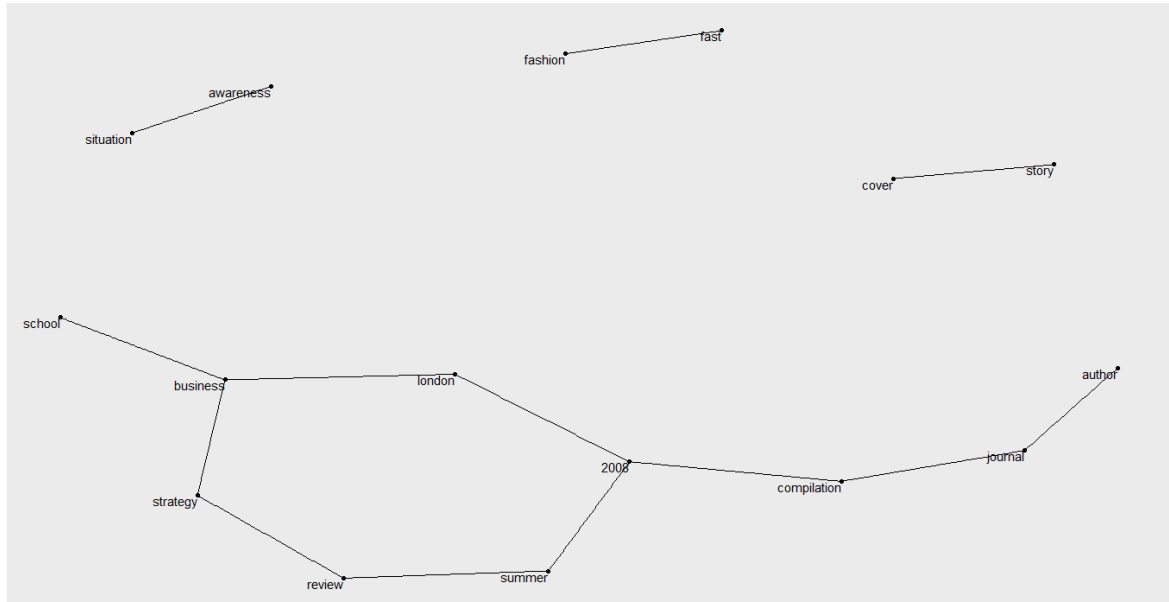 fast
fashion
awareness
situation
story
cover
school
author
london
business
journal
2008
compilation
strategy
summer
review